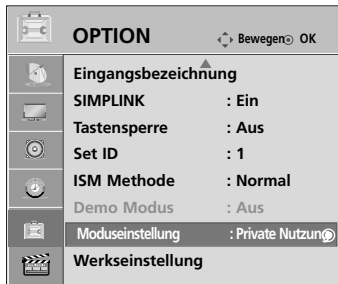 OPTION Bewegen OK
Eingangsbezeichnung
SIMPLINK : Ein
Tastensperre : Aus
Set ID : 1
ISM Methode : Normal
Demo Modus : Aus
Moduseinstellung : Private Nutzung
Werkseinstellung